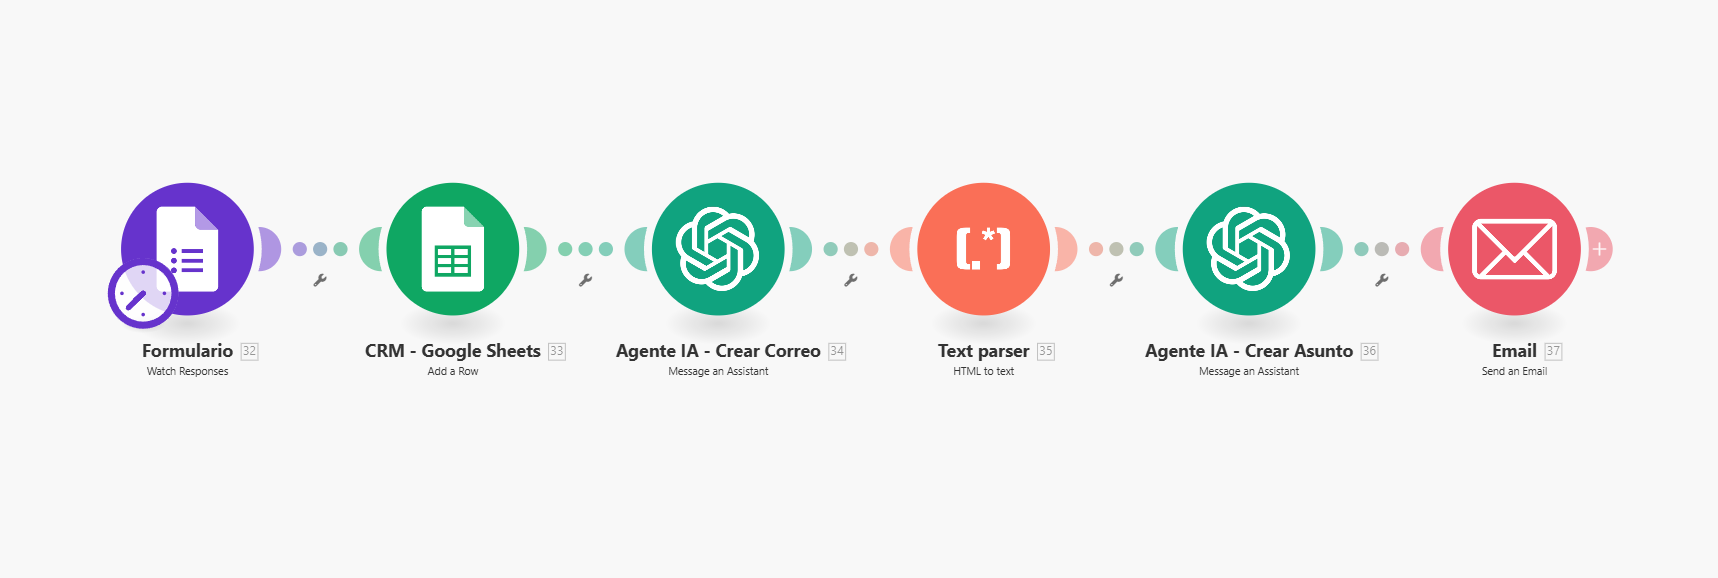 [.*]
Formulario 32
Watch Responses
CRM - Google Sheets 33
Add a Row
Agente IA - Crear Correo 34
Message an Assistant
Text parser 35
HTML to text
Agente IA - Crear Asunto 36
Message an Assistant
Email 37
Send an Email